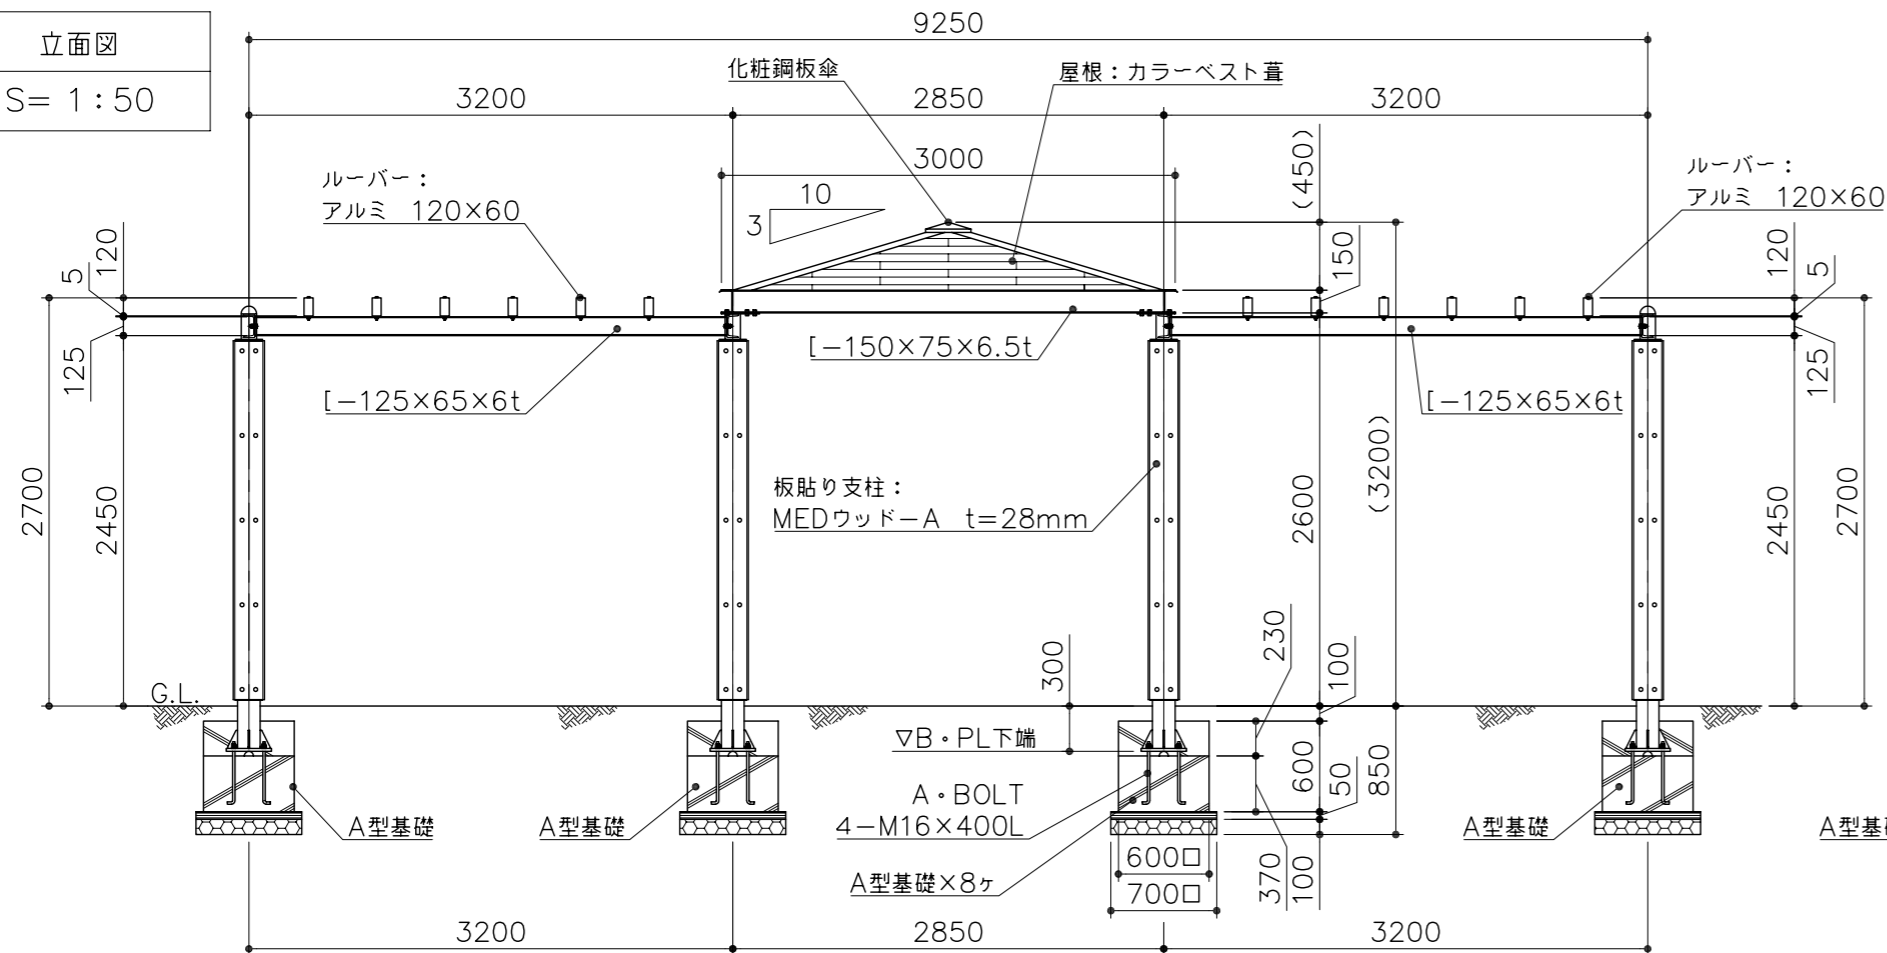 立面図
S= 1:50
9250
化粧鋼板傘
屋根:カラーベスト葺
3200
2850
3200
3000
(450)
ルーバー:
アルミ 120×60
10
3
ルーバー:
アルミ 120×60
5
120
125
150
120
5
125
[-150×75×6.5t
[-125×65×6t
[-125×65×6t
2700
2450
板貼り支柱:
MEDウッドーA t=28mm
2600
(3200)
2450
2700
G.L.
300
230
100
▽B・PL下端
A・BOLT
4-M16×400L
600
50
850
A型基礎
A型基礎
A型基礎×8ヶ
600□
700□
370
100
A型基礎
A型基
3200
2850
3200